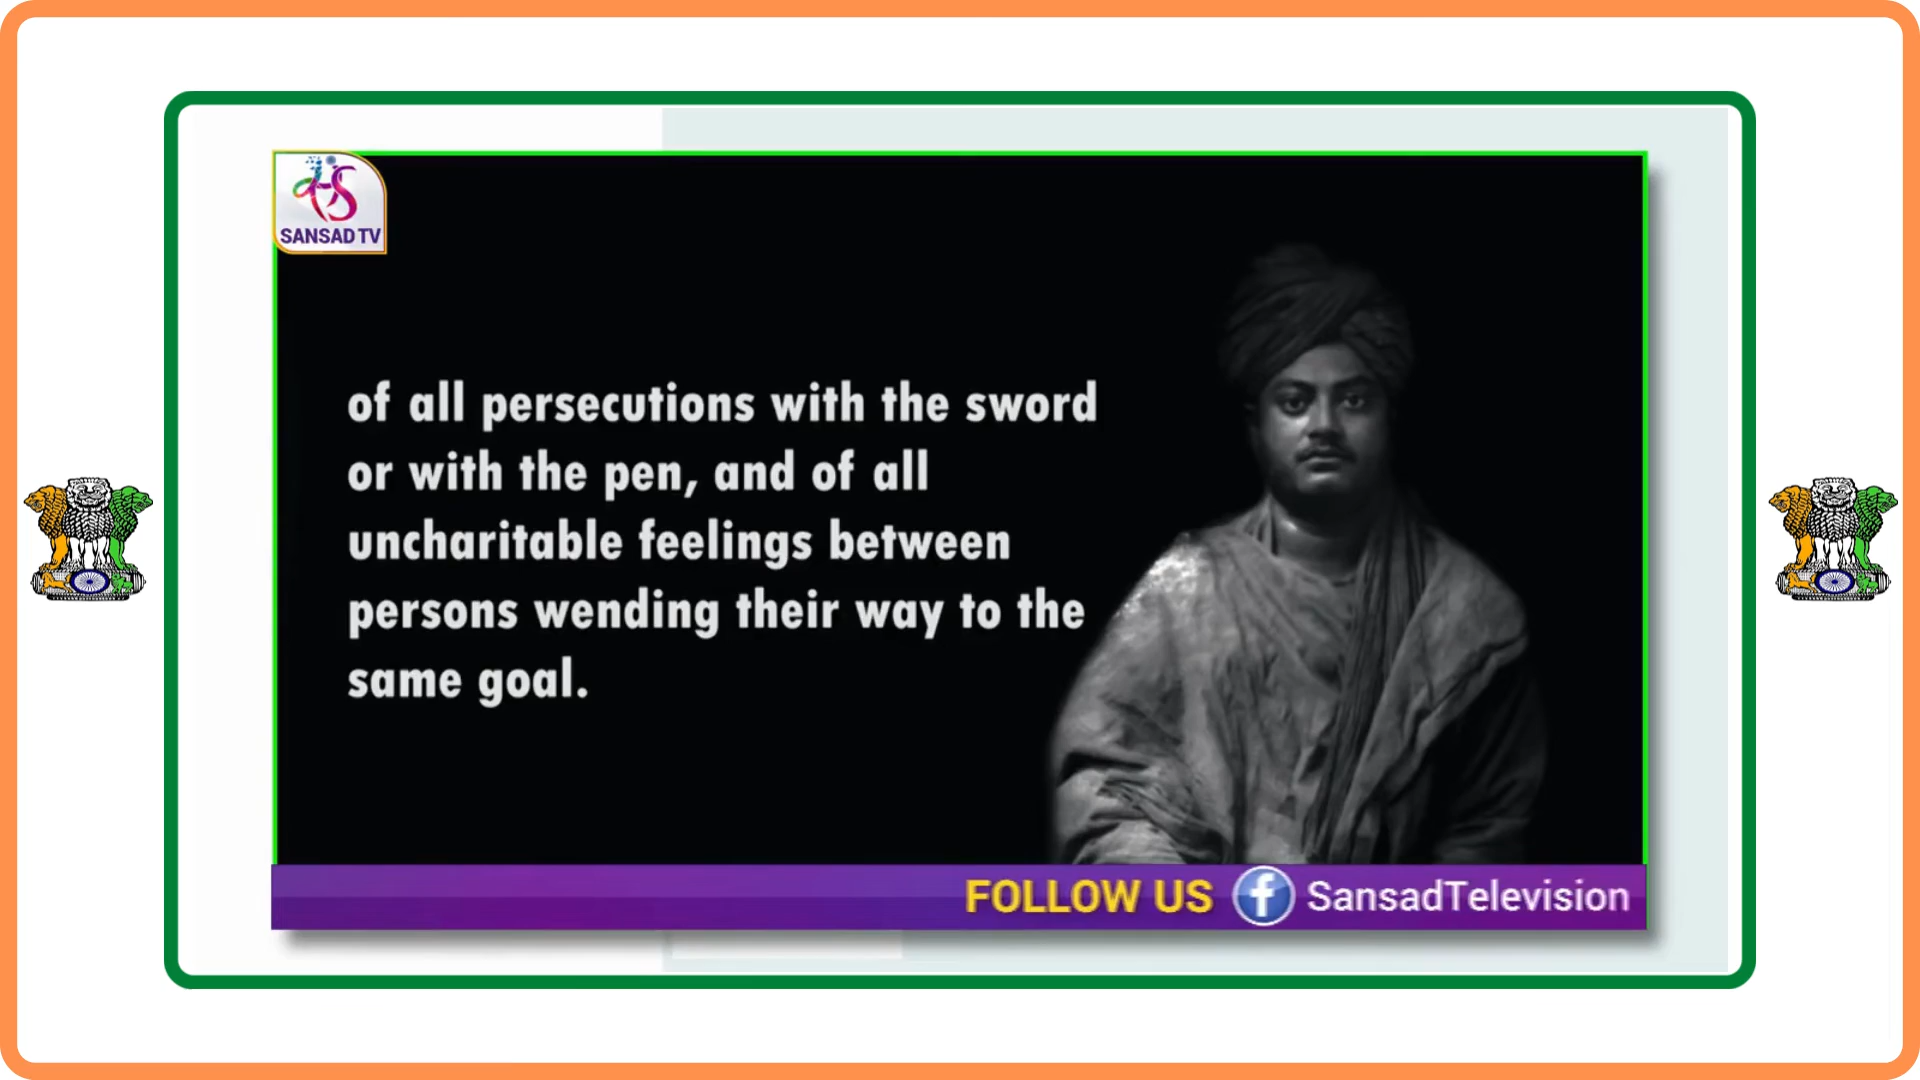 SANSAD TV
of all persecutions with the sword
or with the pen, and of all
uncharitable feelings between
persons wending their way to the
same goal.
FOLLOW US f SansadTelevision